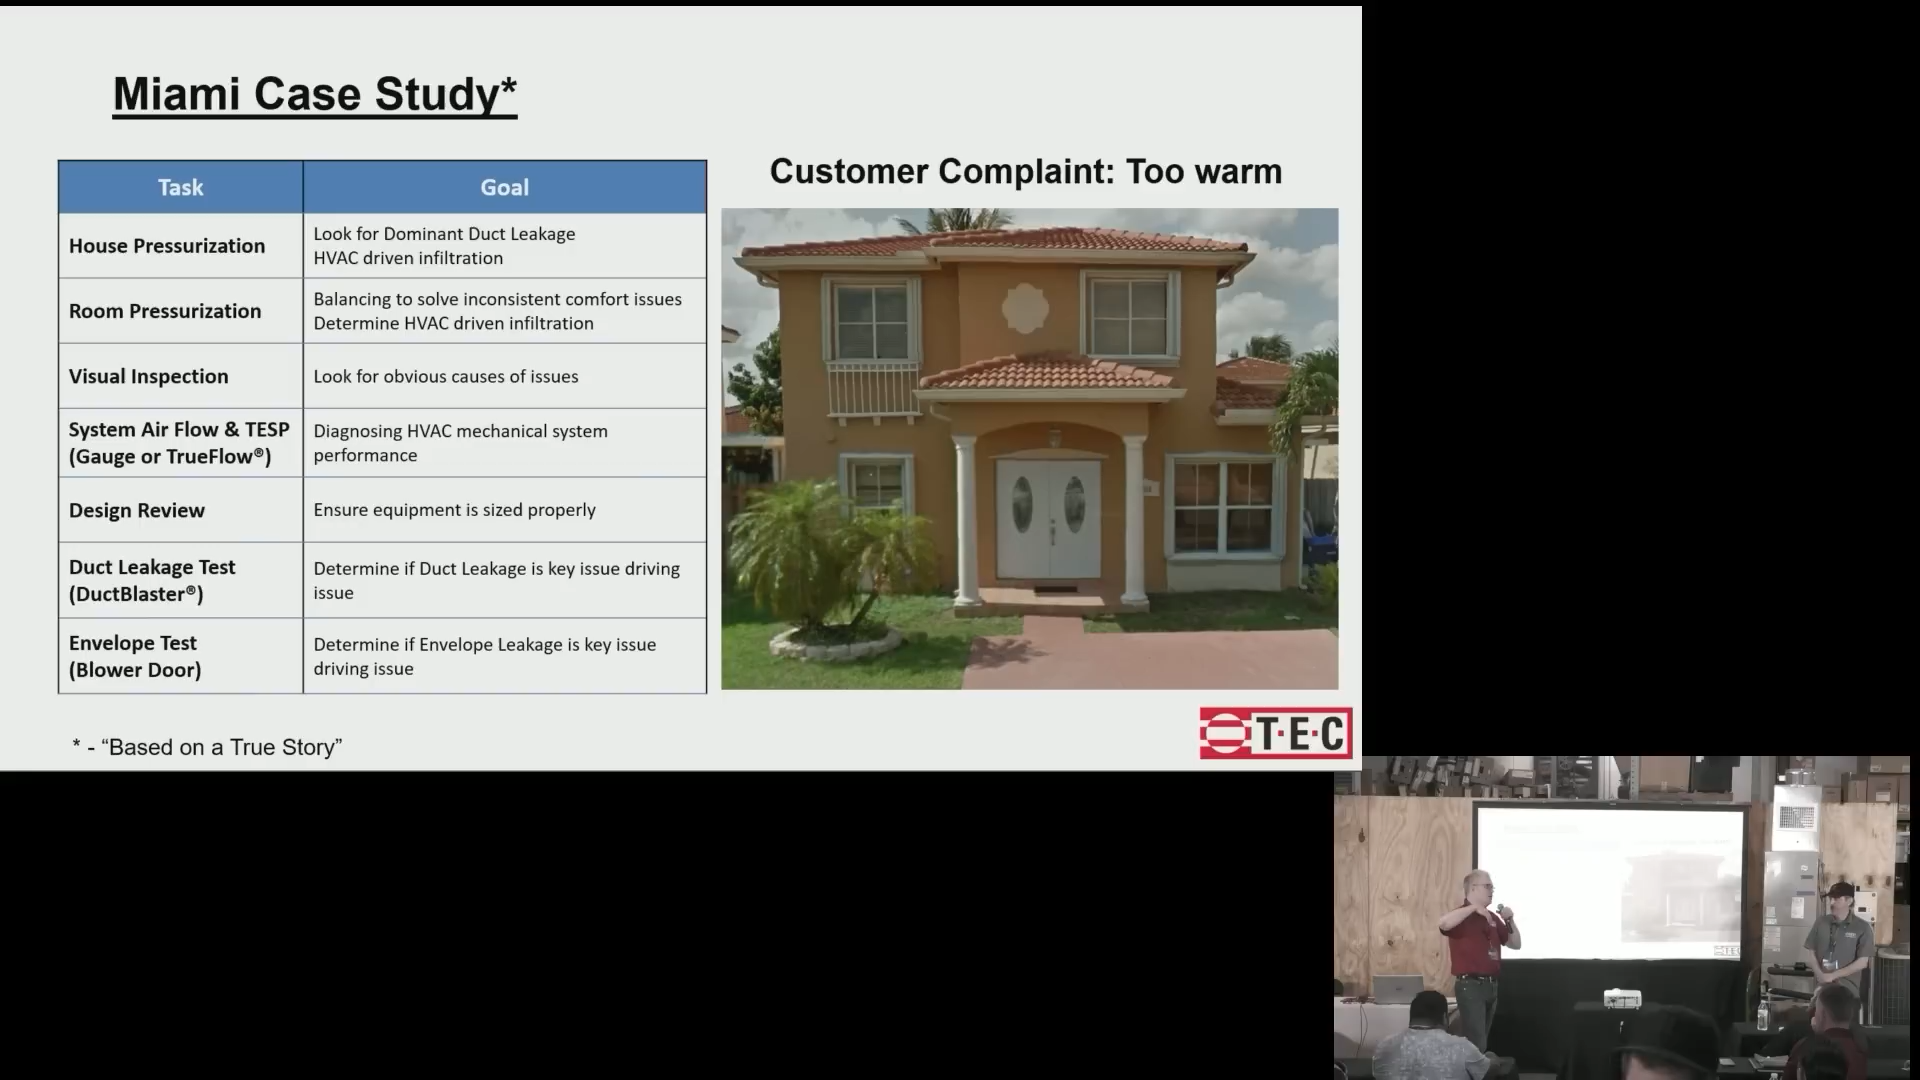 Miami Case Study*
Task
Goal
House Pressurization
Look for Dominant Duct Leakage
HVAC driven infiltration
Room Pressurization
Balancing to solve inconsistent comfort issues
Determine HVAC driven infiltration
Visual Inspection
Look for obvious causes of issues
System Air Flow & TESP
(Gauge or TrueFlow®)
Diagnosing HVAC mechanical system
performance
Design Review
Ensure equipment is sized properly
Duct Leakage Test
(DuctBlaster®)
Determine if Duct Leakage is key issue driving
issue
Envelope Test
(Blower Door)
Determine if Envelope Leakage is key issue
driving issue
* - “Based on a True Story”
Customer Complaint: Too warm
T·E·C